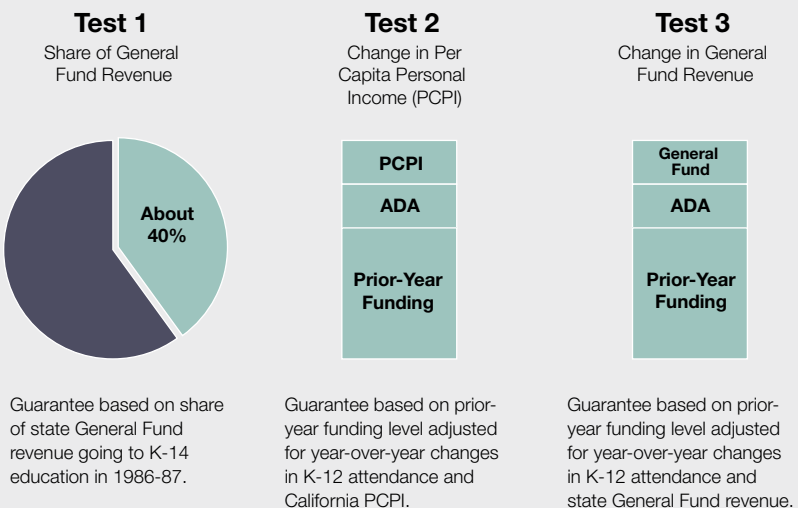 Test 1
Share of General
Fund Revenue
About
40%
Guarantee based on share
of state General Fund
revenue going to K-14
education in 1986-87.
Test 2
Change in Per
Capita Personal
Income (PCPI)
PCPI
ADA
Prior-Year
Funding
Guarantee based on prior-
year funding level adjusted
for year-over-year changes
in K-12 attendance and
California PCPI.
Test 3
Change in General
Fund Revenue
General
Fund
ADA
Prior-Year
Funding
Guarantee based on prior-
year funding level adjusted
for year-over-year changes
in K-12 attendance and
state General Fund revenue.